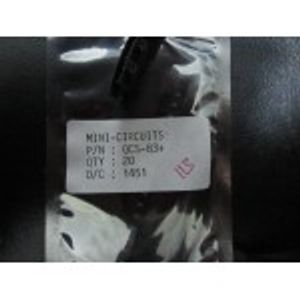 MINI-CIRCUITS
P/N : QCS-83+
QTY : 20
D/C : 1451